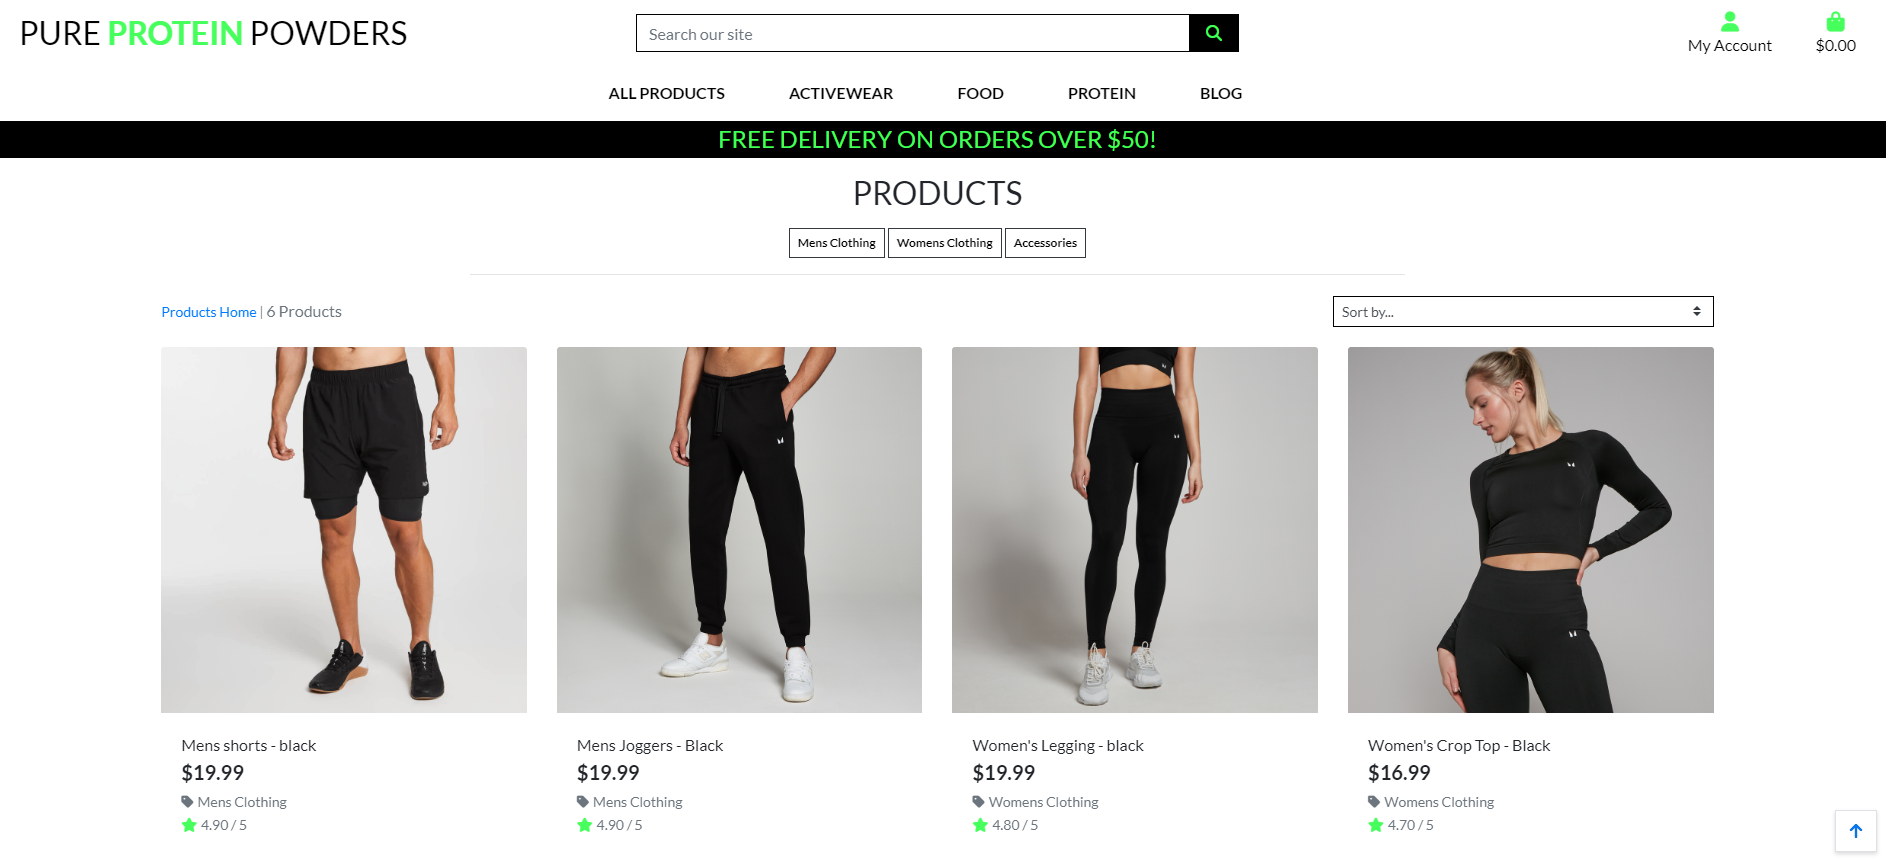 PURE PROTEIN POWDERS
Search our site
My Account
$0.00
ALL PRODUCTS
ACTIVEWEAR
FOOD
PROTEIN
BLOG
FREE DELIVERY ON ORDERS OVER $50!
PRODUCTS
Mens Clothing
Womens Clothing
Accessories
Products Home | 6 Products
Sort by...
Mens shorts - black
$19.99
Mens Clothing
4.90 / 5
Mens Joggers - Black
$19.99
Mens Clothing
4.90 / 5
Women's Legging - black
$19.99
Womens Clothing
4.80 / 5
Women's Crop Top - Black
$16.99
Womens Clothing
4.70 / 5